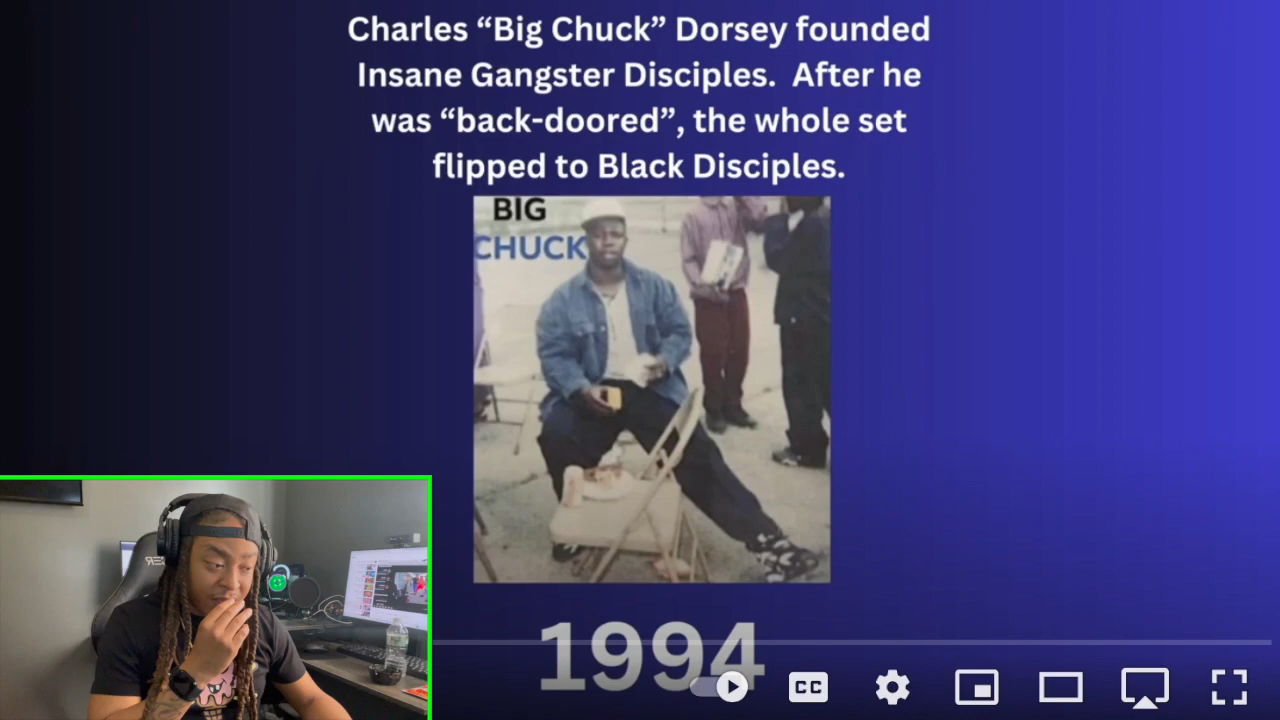 Charles “Big Chuck” Dorsey founded
Insane Gangster Disciples.  After he
was “back-doored”, the whole set
flipped to Black Disciples.
BIG
CHUCK
1994
CC